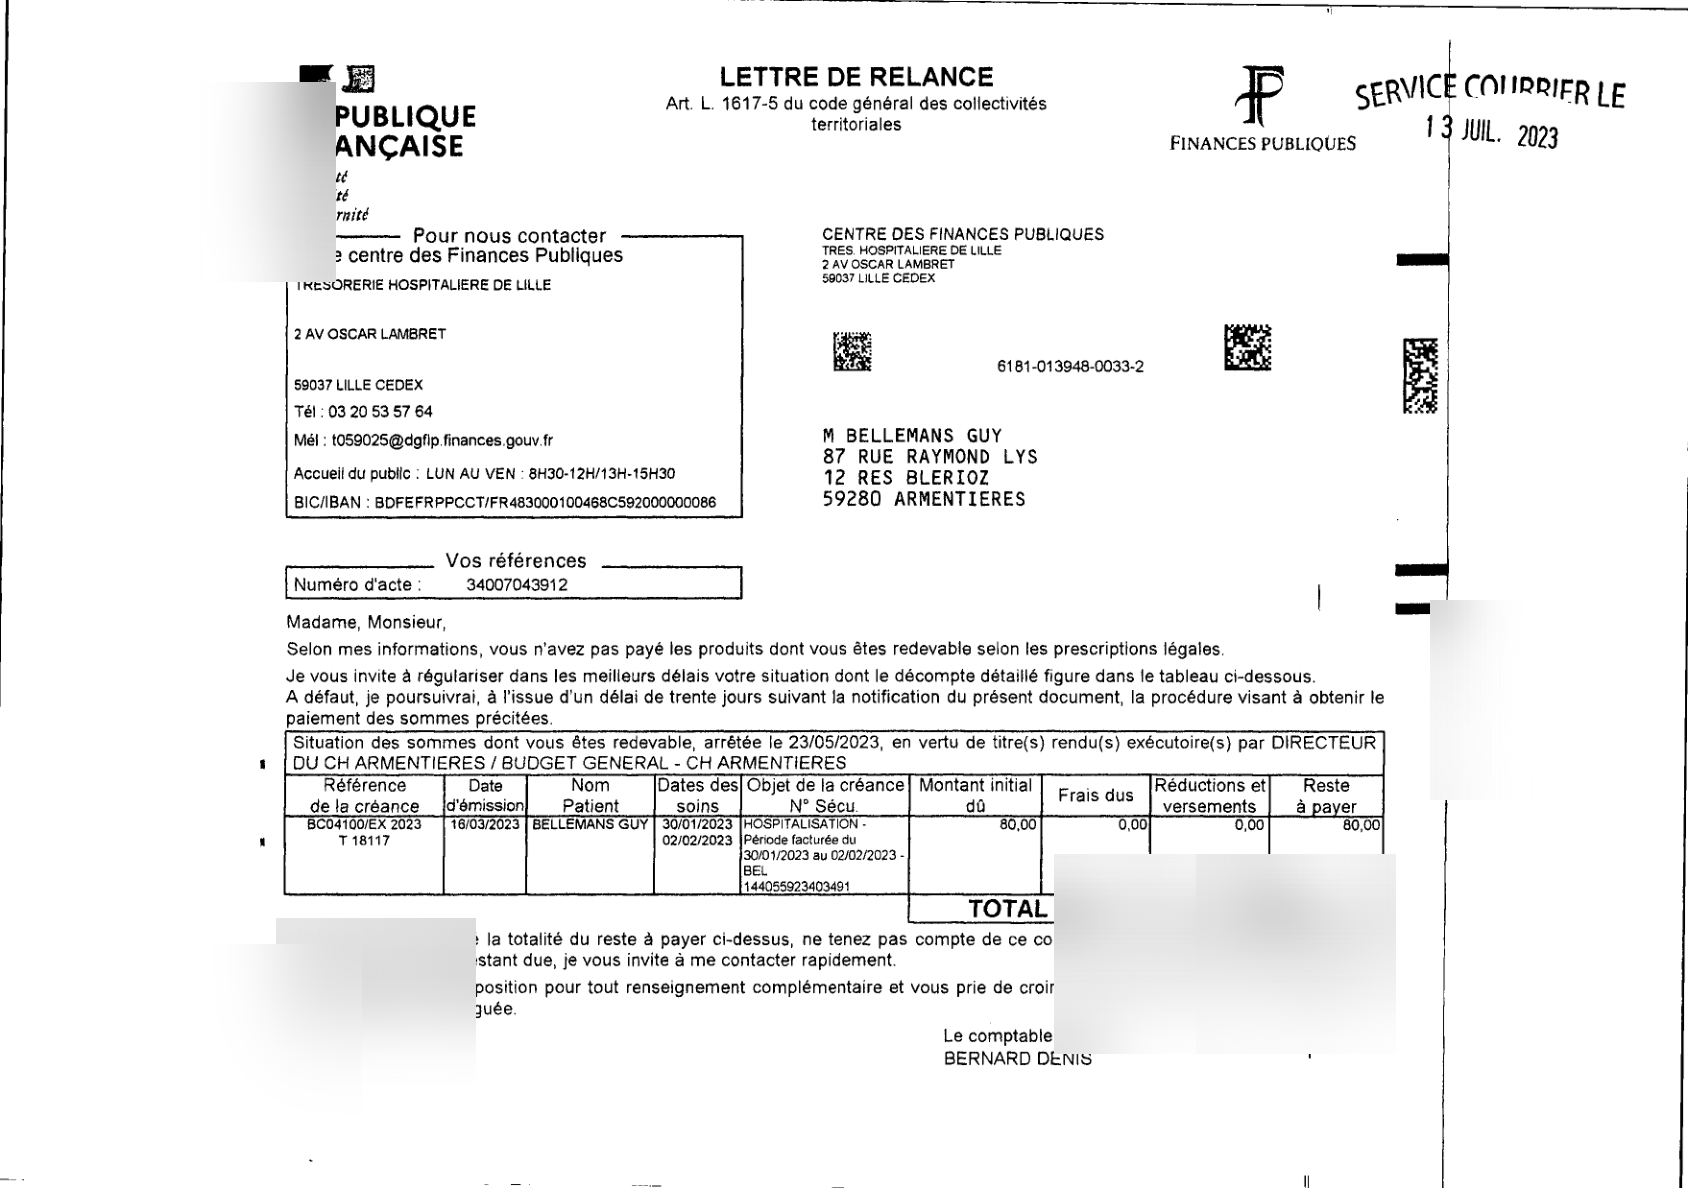 LETTRE DE RELANCE
Art. L. 1617-5 du code général des collectivités
territoriales
PUBLIQUE
ANÇAISE
té
té
rnité
FINANCES PUBLIQUES
SERVICE COURRIER LE
13 JUIL. 2023
Pour nous contacter
e centre des Finances Publiques
TRESORERIE HOSPITALIERE DE LILLE
2 AV OSCAR LAMBRET
59037 LILLE CEDEX
Tél : 03 20 53 57 64
Mél : t059025@dgfip.finances.gouv.fr
Accueil du public : LUN AU VEN : 8H30-12H/13H-15H30
BIC/IBAN : BDFEFRPPCCT/FR483000100468C592000000086
CENTRE DES FINANCES PUBLIQUES
TRES. HOSPITALIERE DE LILLE
2 AV OSCAR LAMBRET
59037 LILLE CEDEX
6181-013948-0033-2
M BELLEMANS GUY
87 RUE RAYMOND LYS
12 RES BLERIOZ
59280 ARMENTIERES
Vos références
Numéro d'acte : 34007043912
Madame, Monsieur,
Selon mes informations, vous n'avez pas payé les produits dont vous êtes redevable selon les prescriptions légales.
Je vous invite à régulariser dans les meilleurs délais votre situation dont le décompte détaillé figure dans le tableau ci-dessous.
A défaut, je poursuivrai, à l'issue d'un délai de trente jours suivant la notification du présent document, la procédure visant à obtenir le
paiement des sommes précitées.
Situation des sommes dont vous êtes redevable, arrêtée le 23/05/2023, en vertu de titre(s) rendu(s) exécutoire(s) par DIRECTEUR
DU CH ARMENTIERES / BUDGET GENERAL - CH ARMENTIERES
Référence Date Nom Dates des Objet de la créance Montant initial Frais dus Réductions et Reste
de la créance d'émission Patient soins N° Sécu. dû versements à payer
BC04100/EX 2023 16/03/2023 BELLEMANS GUY 30/01/2023 HOSPITALISATION - 80,00 0,00 0,00 80,00
T 18117 02/02/2023 Période facturée du
30/01/2023 au 02/02/2023 -
BEL
144055923403491
TOTAL
la totalité du reste à payer ci-dessus, ne tenez pas compte de ce co
stant due, je vous invite à me contacter rapidement.
position pour tout renseignement complémentaire et vous prie de croir
guée.
Le comptable
BERNARD DENIS